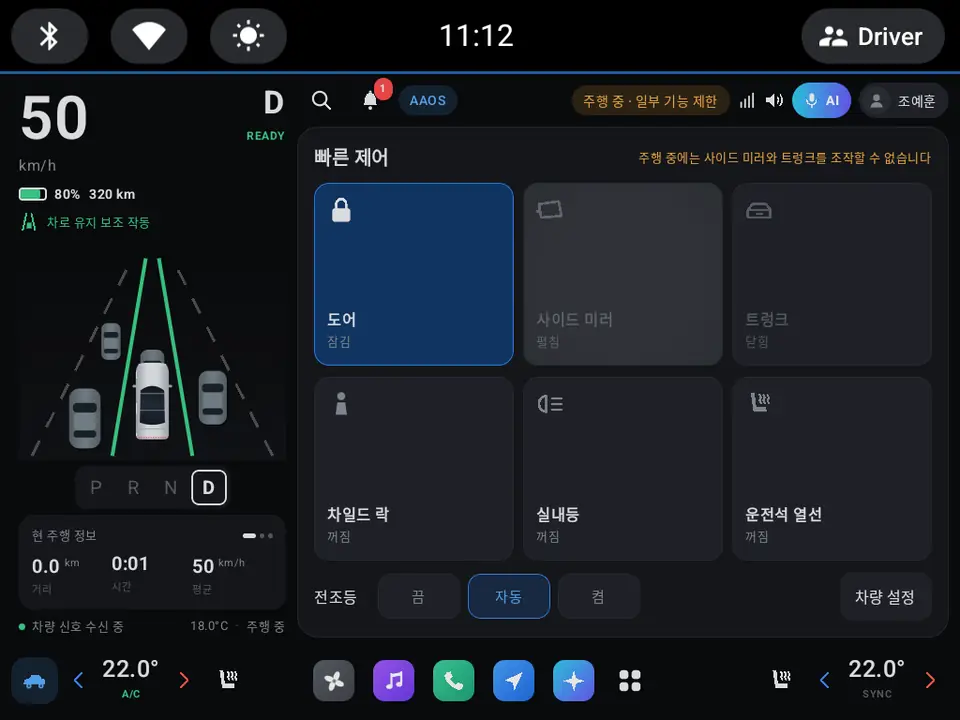 11:12
Driver
50
km/h
D
READY
80% 320 km
차로 유지 보조 작동
P R N D
현 주행 정보
0.0 km 0:01 50 km/h
거리 시간 평균
차량 신호 수신 중 18.0°C · 주행 중
1
AAOS
주행 중 · 일부 기능 제한
AI
조예훈
빠른 제어
주행 중에는 사이드 미러와 트렁크를 조작할 수 없습니다
도어
잠김
사이드 미러
펼침
트렁크
닫힘
차일드 락
꺼짐
실내등
꺼짐
운전석 열선
꺼짐
전조등 끔 자동 켬 차량 설정
22.0°
A/C
22.0°
SYNC